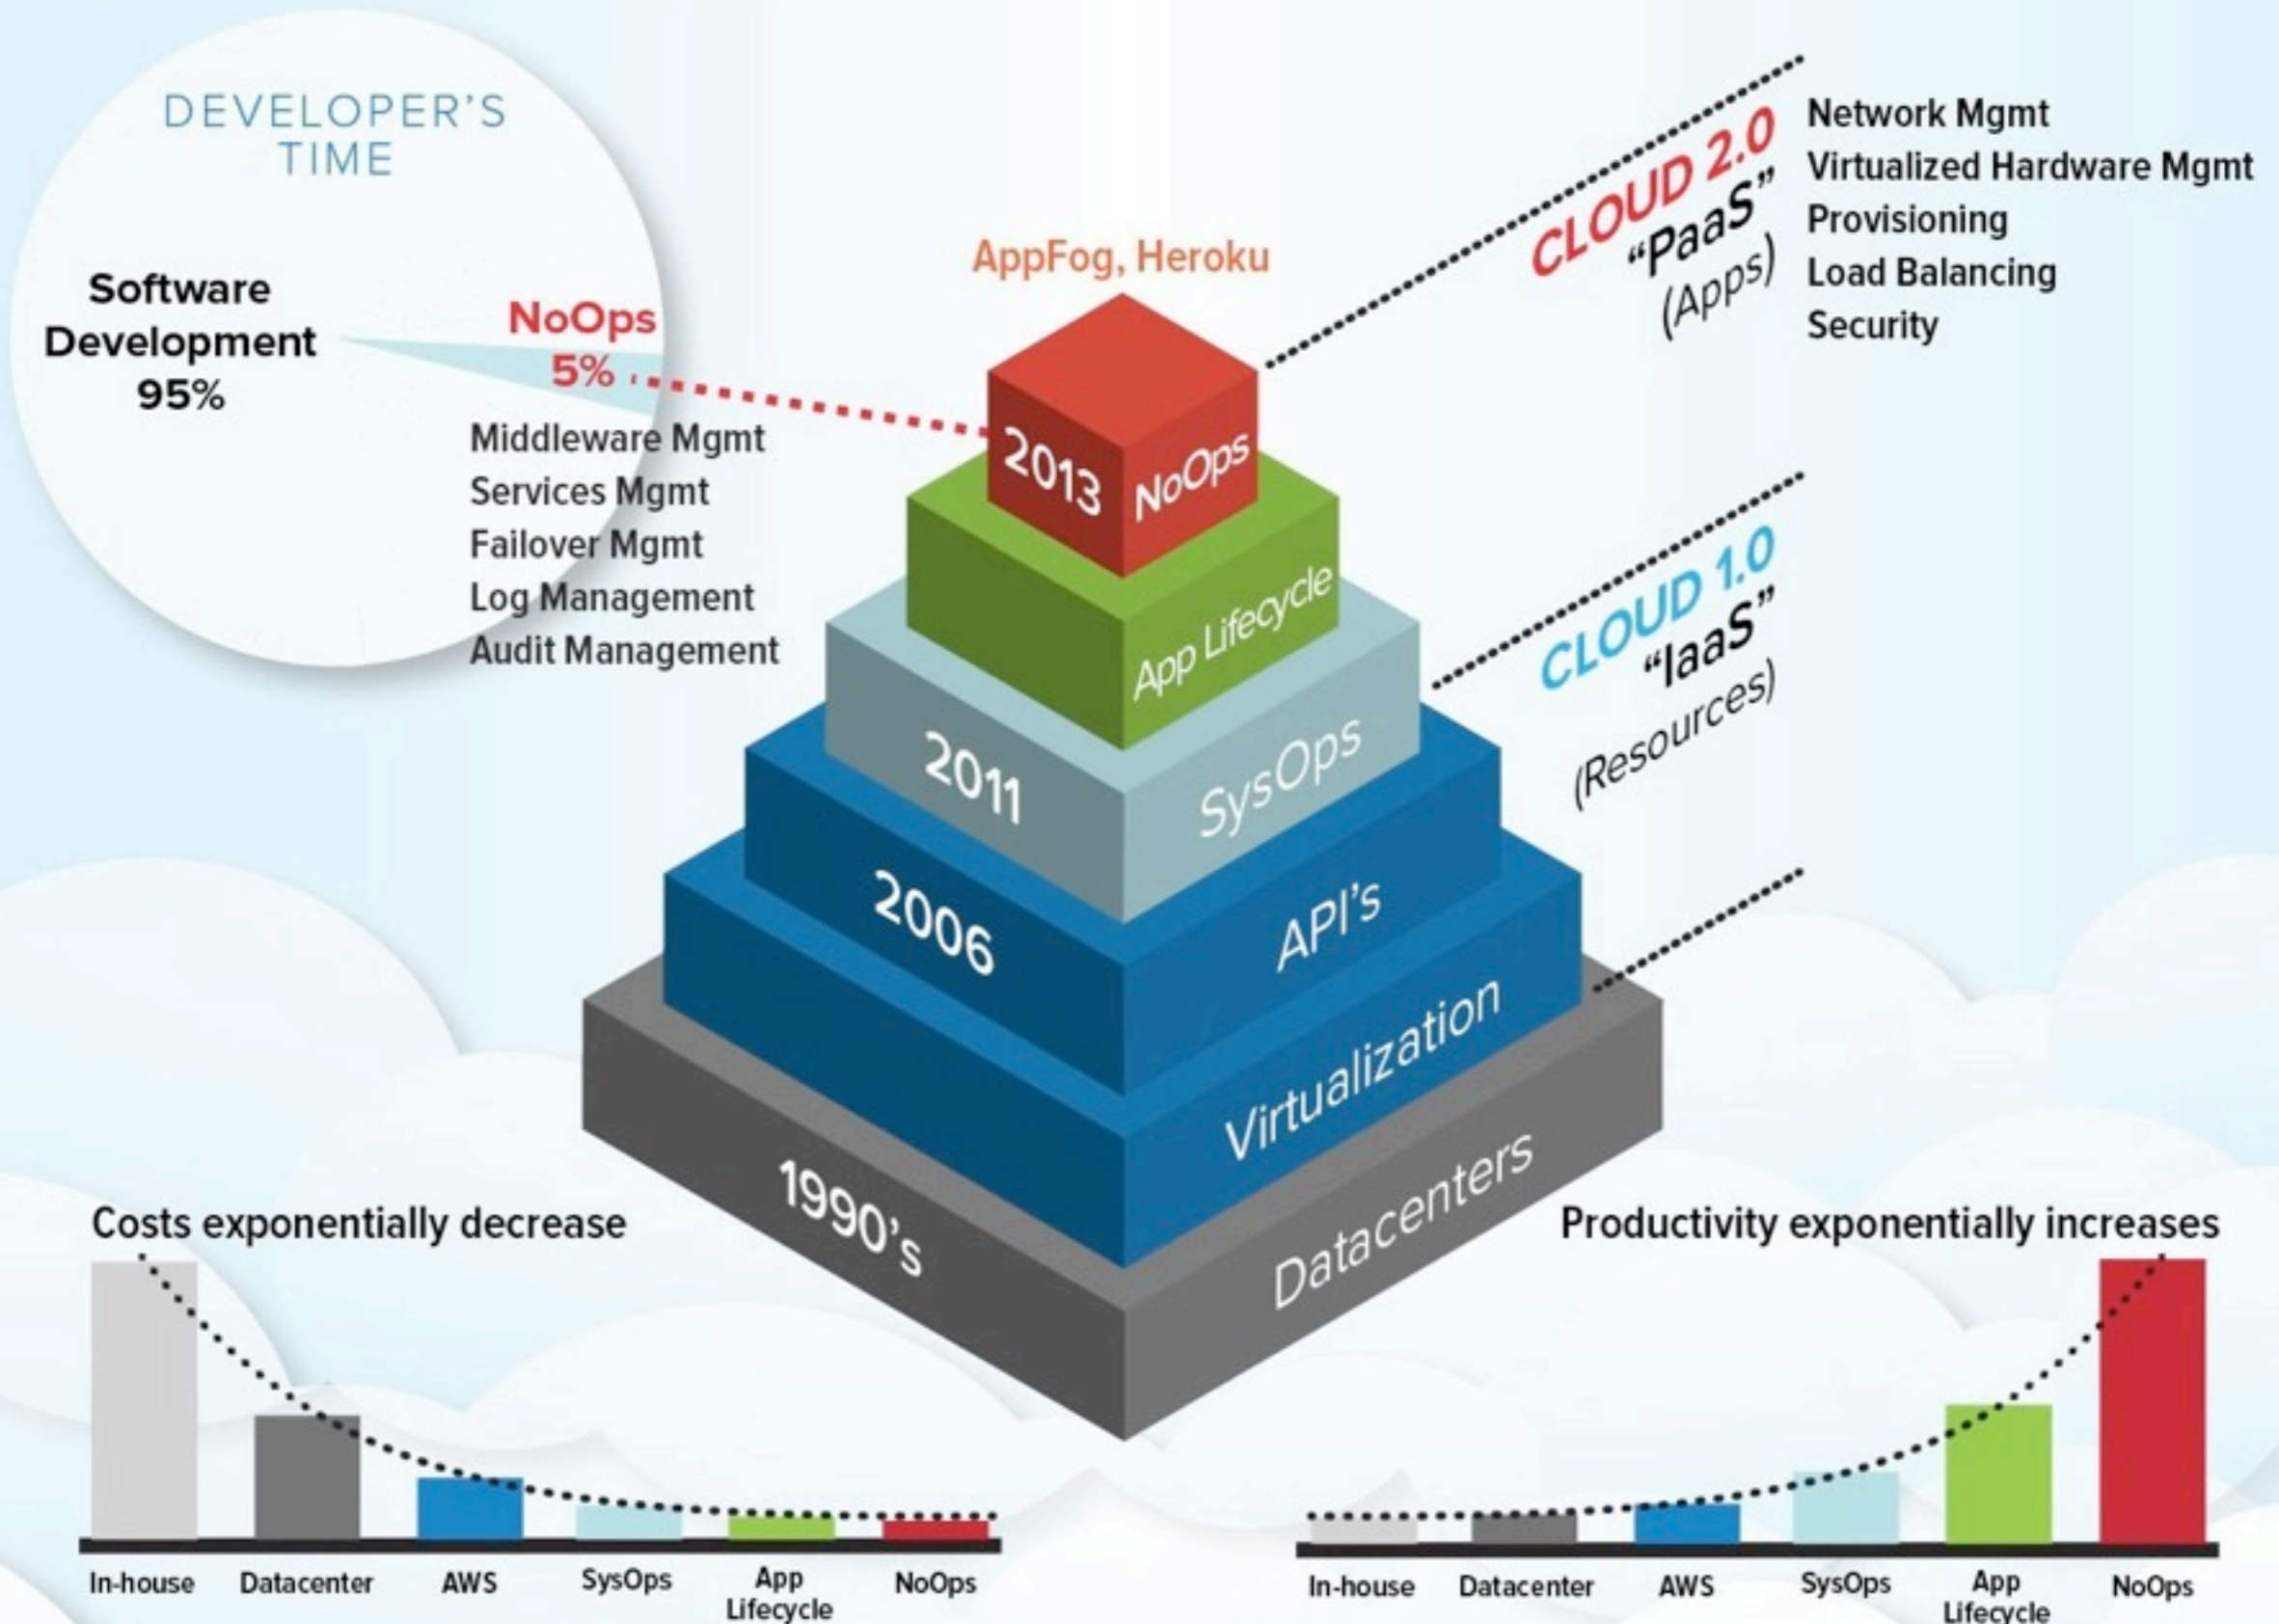 DEVELOPER'S
TIME
Software
Development
95%
NoOps
5%
Middleware Mgmt
Services Mgmt
Failover Mgmt
Log Management
Audit Management
AppFog, Heroku
2013 NoOps
App Lifecycle
2011 SysOps
2006 API's
Virtualization
1990's Datacenters
CLOUD 2.0
"PaaS"
(Apps)
Network Mgmt
Virtualized Hardware Mgmt
Provisioning
Load Balancing
Security
CLOUD 1.0
"IaaS"
(Resources)
Costs exponentially decrease
In-house Datacenter AWS SysOps App NoOps
Lifecycle
Productivity exponentially increases
In-house Datacenter AWS SysOps App NoOps
Lifecycle